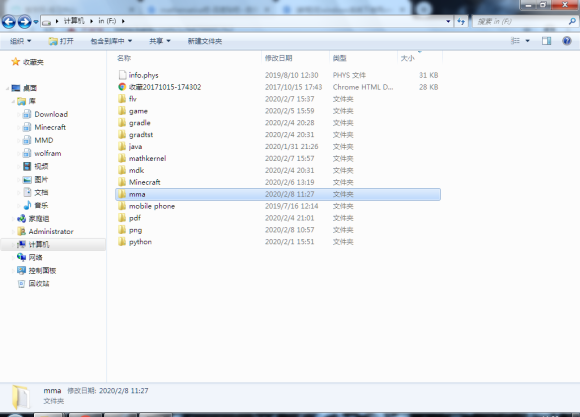 计算机 ▸ in (F:) ▸
搜索 in (F:)
组织 打开 包含到库中 共享 新建文件夹
名称 修改日期 类型 大小
收藏夹
桌面
库
Download
Minecraft
MMD
wolfram
视频
图片
文档
音乐
家庭组
Administrator
计算机
网络
控制面板
回收站
info.phys 2019/8/10 12:30 PHYS 文件 31 KB
收藏20171015-174302 2017/10/15 17:43 Chrome HTML D... 28 KB
flv 2020/2/7 15:37 文件夹
game 2020/2/5 15:59 文件夹
gradle 2020/2/4 20:28 文件夹
gradtst 2020/2/4 20:31 文件夹
java 2020/1/31 21:26 文件夹
mathkernel 2020/2/7 15:57 文件夹
mdk 2020/2/4 20:31 文件夹
Minecraft 2020/2/6 13:19 文件夹
mma 2020/2/8 11:27 文件夹
mobile phone 2019/7/16 12:14 文件夹
pdf 2020/2/4 21:01 文件夹
png 2020/2/8 10:57 文件夹
python 2020/2/1 15:51 文件夹
mma 修改日期: 2020/2/8 11:27
文件夹